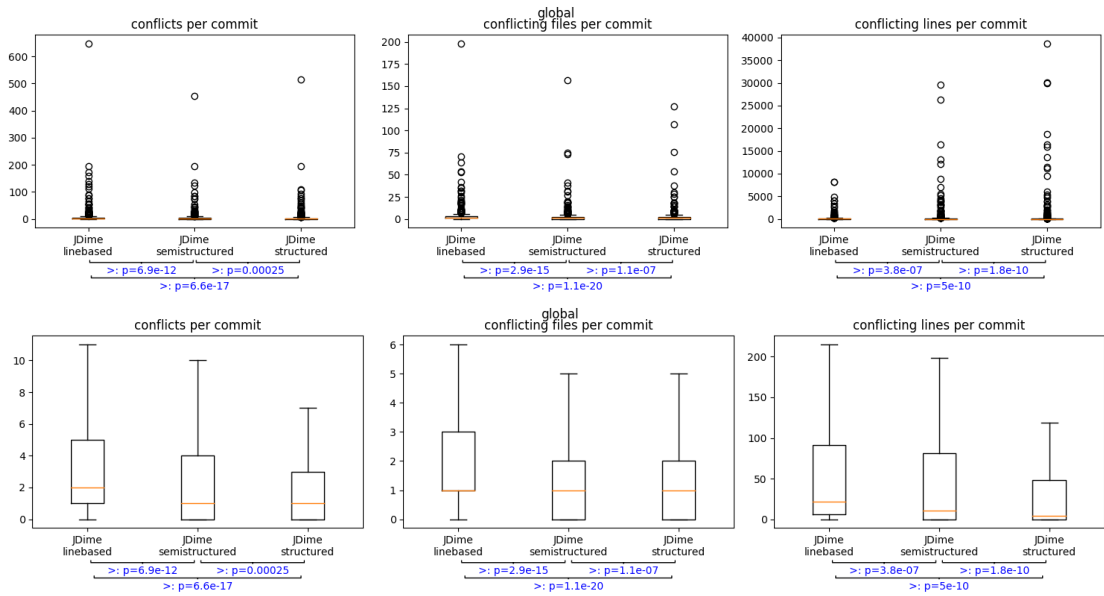 global
conflicts per commit
conflicting files per commit
conflicting lines per commit
600
500
400
300
200
100
0
200
175
150
125
100
75
50
25
0
40000
35000
30000
25000
20000
15000
10000
5000
0
JDime
linebased
JDime
semistructured
JDime
structured
JDime
linebased
JDime
semistructured
JDime
structured
JDime
linebased
JDime
semistructured
JDime
structured
>: p=6.9e-12
>: p=0.00025
>: p=6.6e-17
>: p=2.9e-15
>: p=1.1e-07
>: p=1.1e-20
>: p=3.8e-07
>: p=1.8e-10
>: p=5e-10
global
conflicts per commit
conflicting files per commit
conflicting lines per commit
10
8
6
4
2
0
6
5
4
3
2
1
0
200
150
100
50
0
JDime
linebased
JDime
semistructured
JDime
structured
JDime
linebased
JDime
semistructured
JDime
structured
JDime
linebased
JDime
semistructured
JDime
structured
>: p=6.9e-12
>: p=0.00025
>: p=6.6e-17
>: p=2.9e-15
>: p=1.1e-07
>: p=1.1e-20
>: p=3.8e-07
>: p=1.8e-10
>: p=5e-10